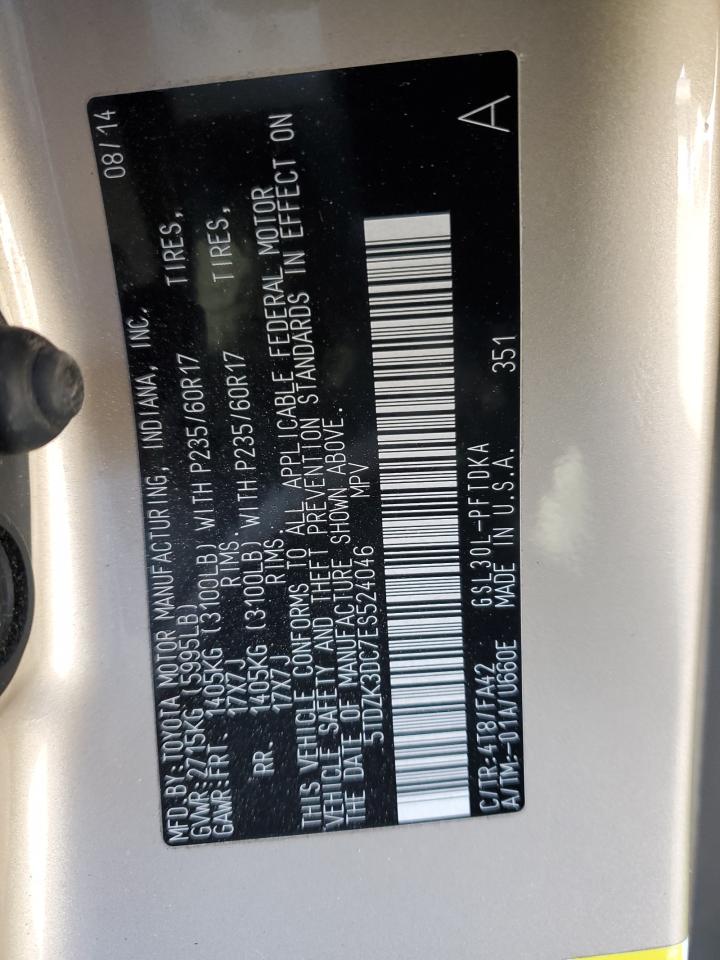 MFD BY: TOYOTA MOTOR MANUFACTURING, INDIANA, INC. 08/14
GVWR: 2715KG (5995LB)
GAWR: FRT. 1405KG (3100LB) WITH P235/60R17 TIRES,
17X7J RIMS.
RR. 1405KG (3100LB) WITH P235/60R17 TIRES,
17X7J RIMS.
THIS VEHICLE CONFORMS TO ALL APPLICABLE FEDERAL MOTOR
VEHICLE SAFETY AND THEFT PREVENTION STANDARDS IN EFFECT ON
THE DATE OF MANUFACTURE SHOWN ABOVE.
5TDZK3DC7ES524046 MPV
C/TR:4T8/FA42 GSL30L-PFTDKA
A/TM:-01A/U660E MADE IN U.S.A. 351
A